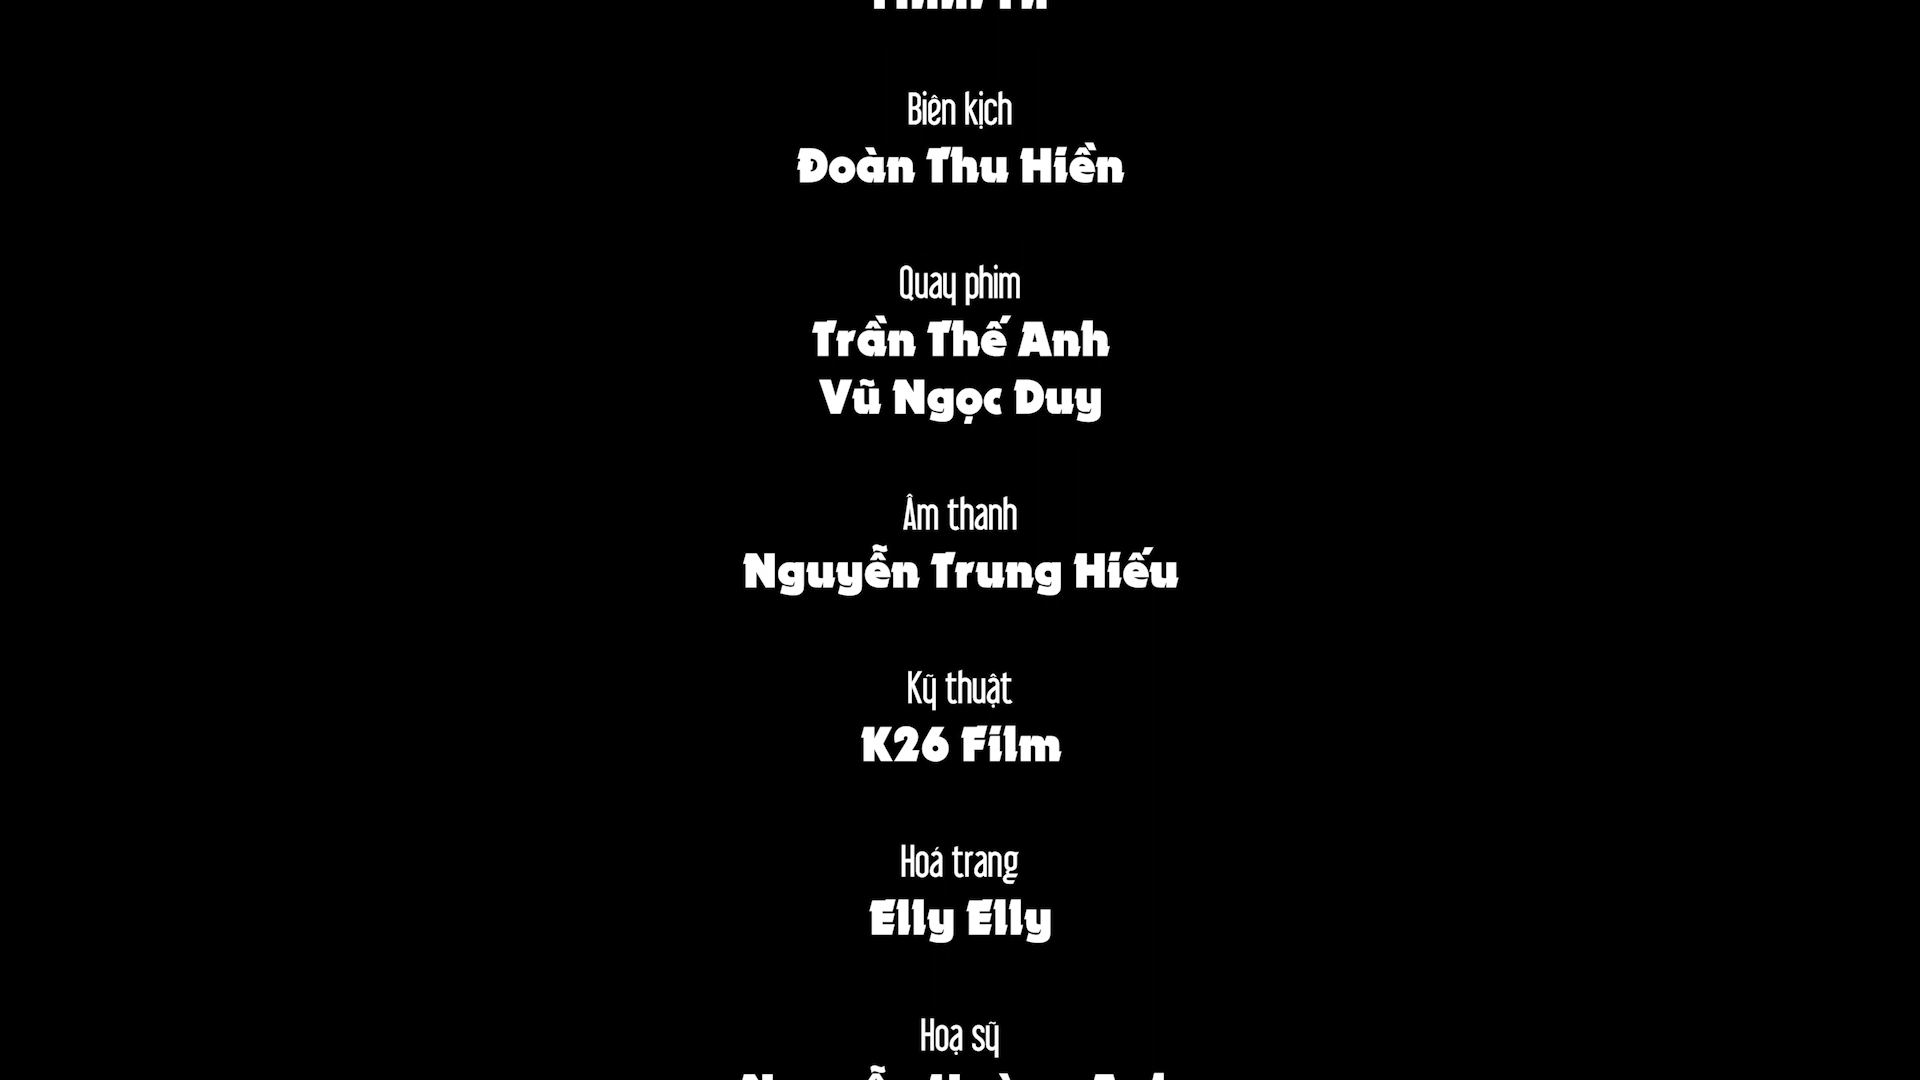 Biên kịch
Đoàn Thu Hiền
Quay phim
Trần Thế Anh
Vũ Ngọc Duy
Âm thanh
Nguyễn Trung Hiếu
Kỹ thuật
K26 Film
Hoá trang
Elly Elly
Hoạ sỹ